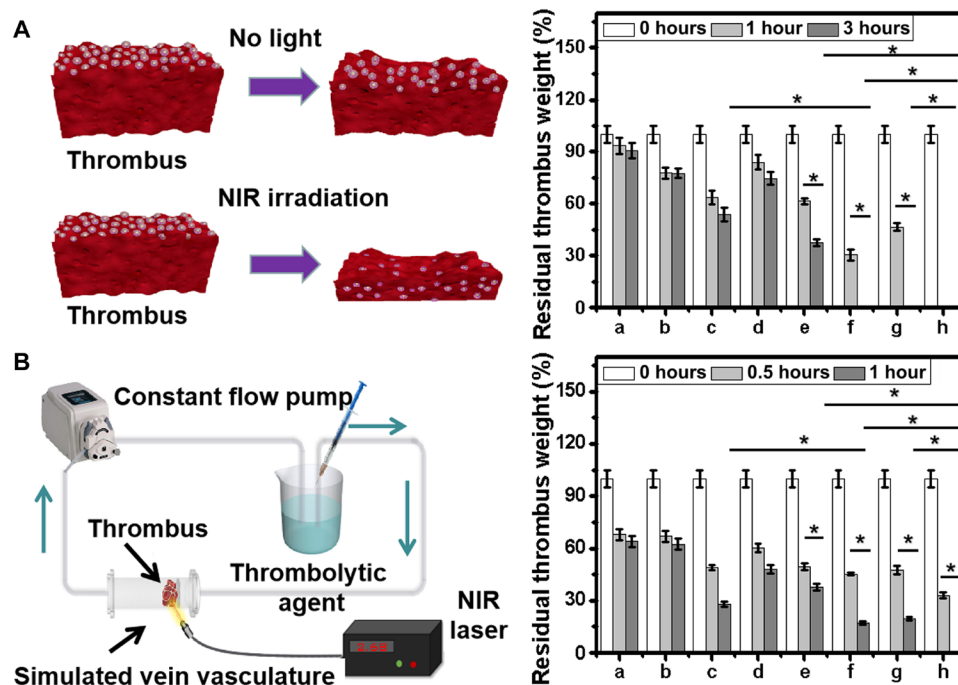 A
No light
Thrombus
NIR irradiation
Thrombus
Residual thrombus weight (%)
0 hours 1 hour 3 hours
150
120
90
60
30
0
* * * * * * *
a b c d e f g h
B
Constant flow pump
Thrombus
Thrombolytic
agent
NIR
laser
Simulated vein vasculature
Residual thrombus weight (%)
0 hours 0.5 hours 1 hour
150
120
90
60
30
0
* * * * * * * *
a b c d e f g h